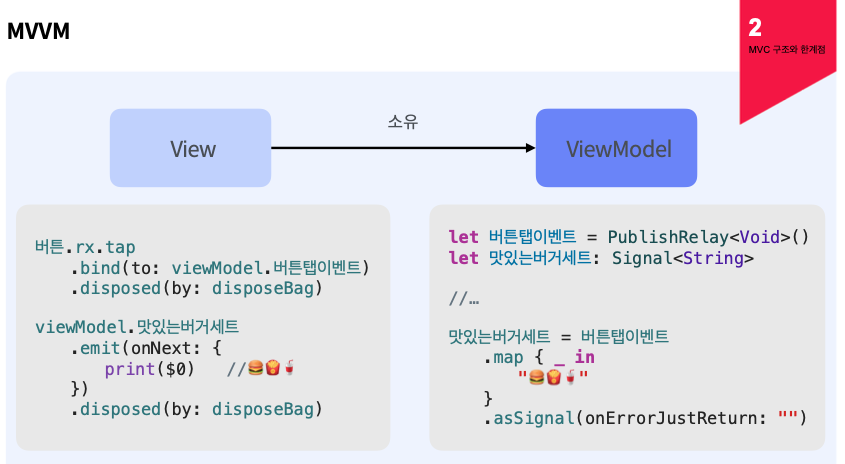 MVVM
2
MVC 구조와 한계점
View
소유
ViewModel
버튼.rx.tap
.bind(to: viewModel.버튼탭이벤트)
.disposed(by: disposeBag)
viewModel.맛있는버거세트
.emit(onNext: {
print($0) //🍔🍟🥤
})
.disposed(by: disposeBag)
let 버튼탭이벤트 = PublishRelay<Void>()
let 맛있는버거세트: Signal<String>
//…
맛있는버거세트 = 버튼탭이벤트
.map { _ in
"🍔🍟🥤"
}
.asSignal(onErrorJustReturn: "")